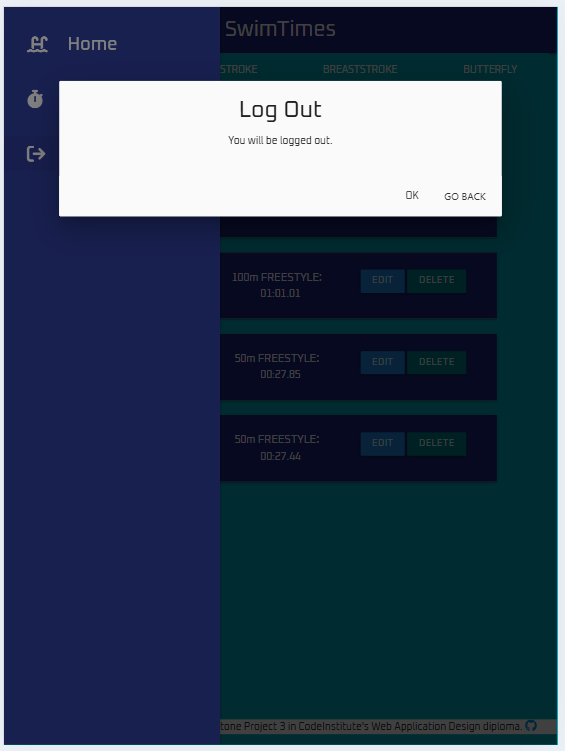 SwimTimes
Home
STROKE BREASTSTROKE BUTTERFLY
Log Out
You will be logged out.
OK GO BACK
100m FREESTYLE: EDIT DELETE
01:01.01
50m FREESTYLE: EDIT DELETE
00:27.85
50m FREESTYLE: EDIT DELETE
00:27.44
tone Project 3 in CodeInstitute's Web Application Design diploma.